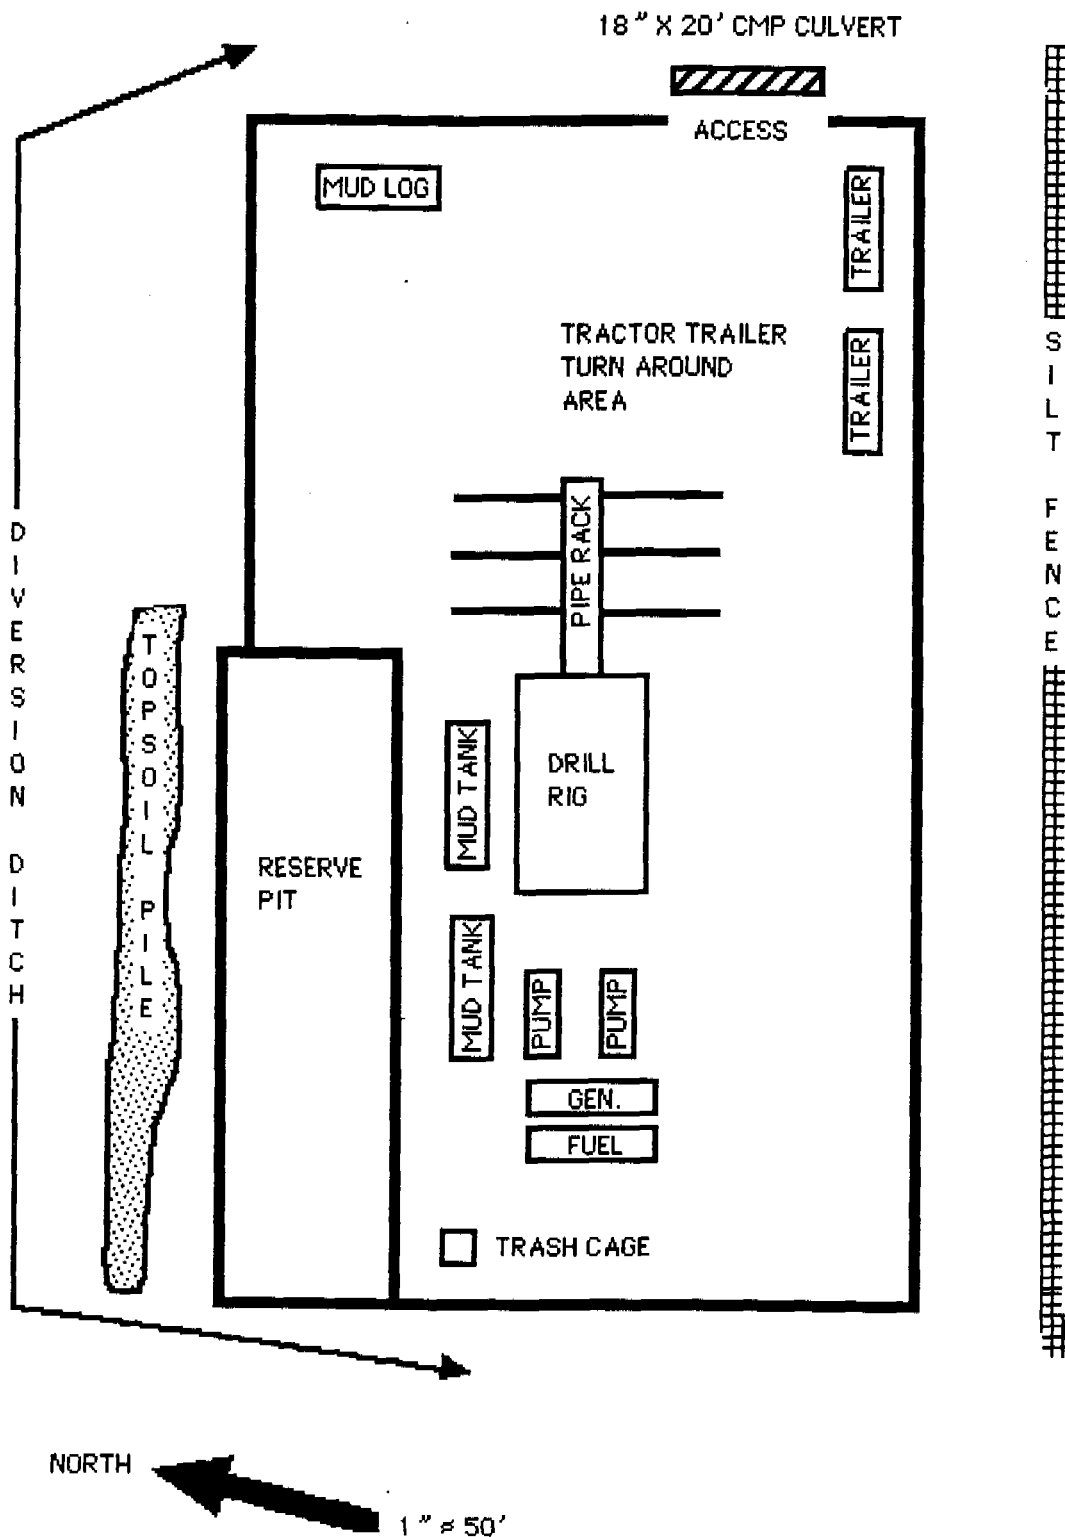 18" X 20' CMP CULVERT
ACCESS
MUD LOG
TRAILER
TRACTOR TRAILER
TURN AROUND
AREA
TRAILER
SILT FENCE
PIPE RACK
DIVERSION DITCH
TOPSOIL PILE
MUD TANK
DRILL
RIG
RESERVE
PIT
MUD TANK
PUMP
PUMP
GEN.
FUEL
TRASH CAGE
NORTH
1" ≈ 50'